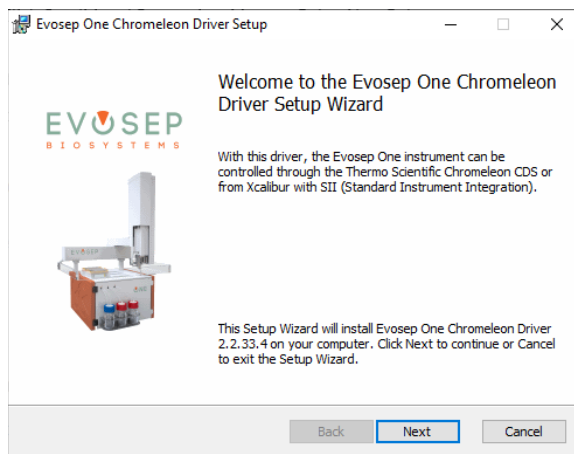 Evosep One Chromeleon Driver Setup
Welcome to the Evosep One Chromeleon
Driver Setup Wizard
EVOSEP
BIOSYSTEMS
With this driver, the Evosep One instrument can be
controlled through the Thermo Scientific Chromeleon CDS or
from Xcalibur with SII (Standard Instrument Integration).
EVOSEP
This Setup Wizard will install Evosep One Chromeleon Driver
2.2.33.4 on your computer. Click Next to continue or Cancel
to exit the Setup Wizard.
Back
Next
Cancel